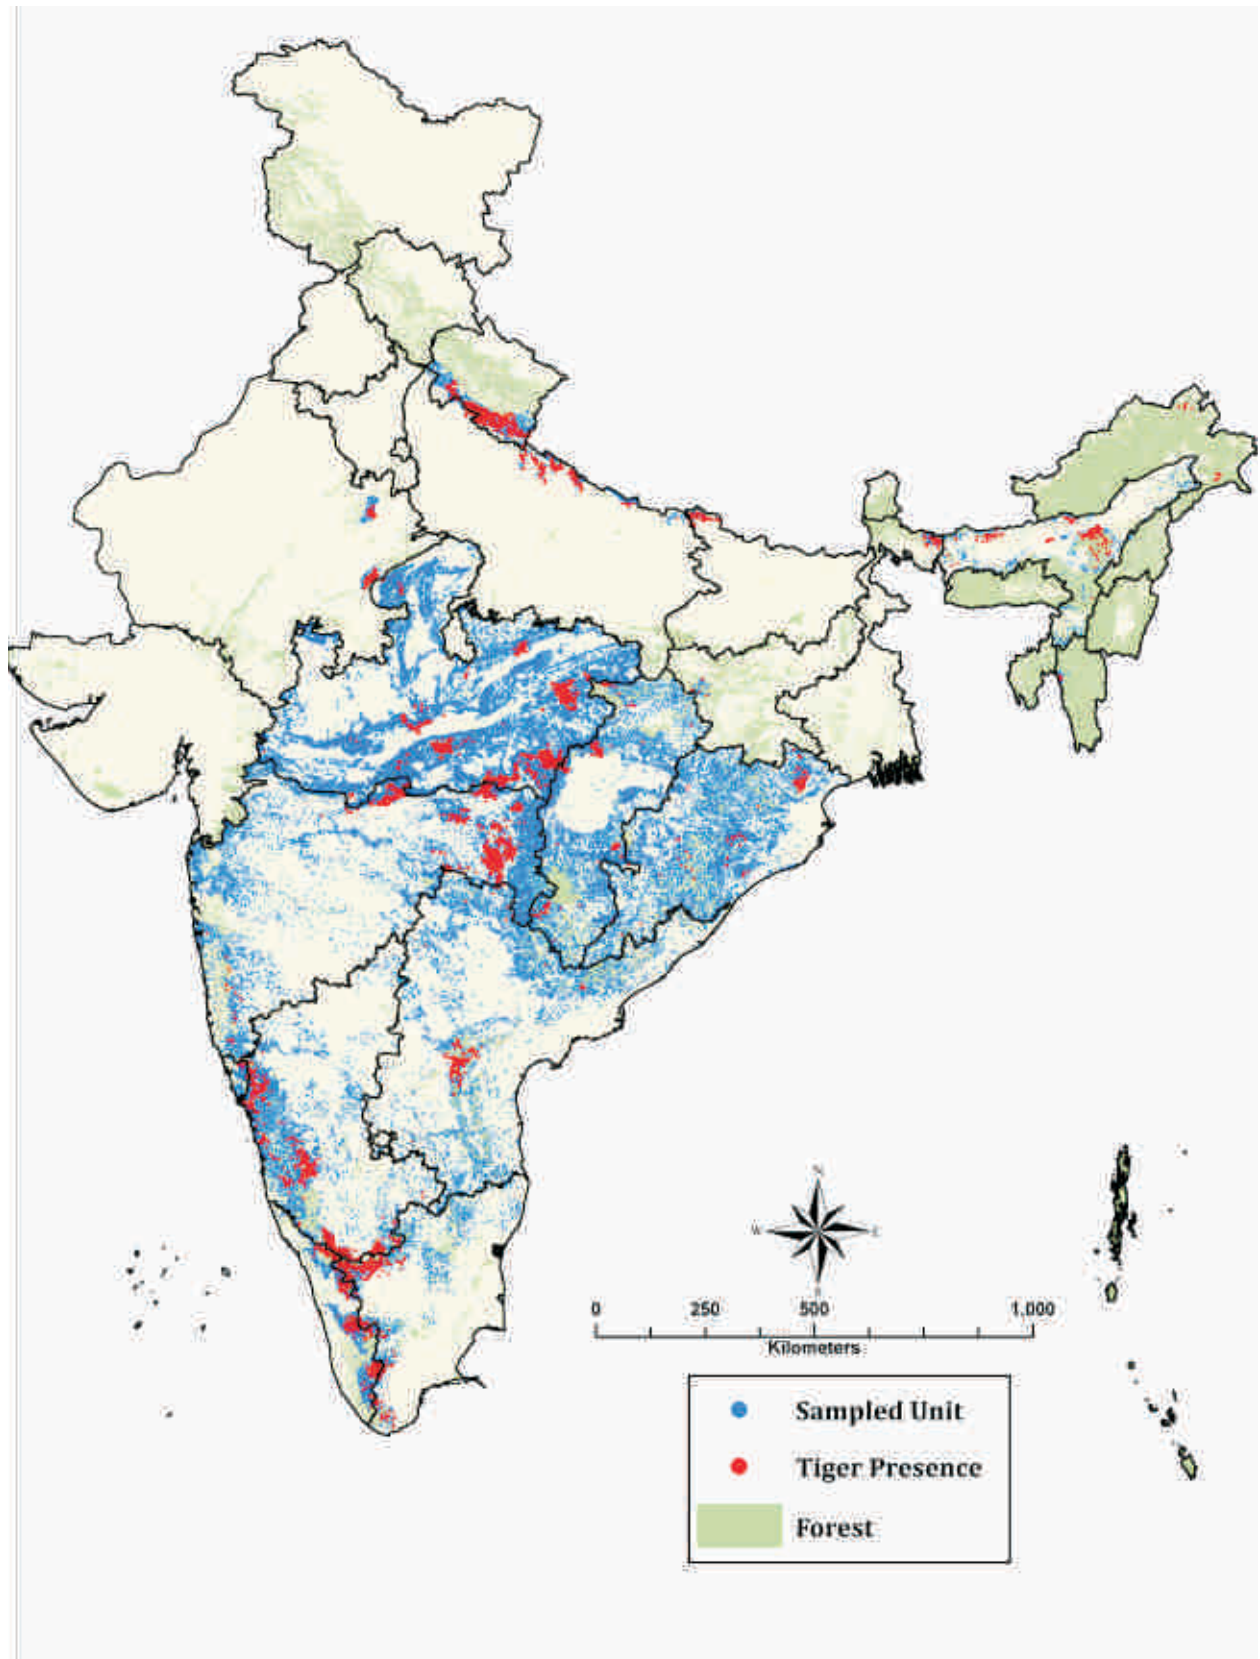 N
W E
0 250 500 1,000
Kilometers
Sampled Unit
Tiger Presence
Forest